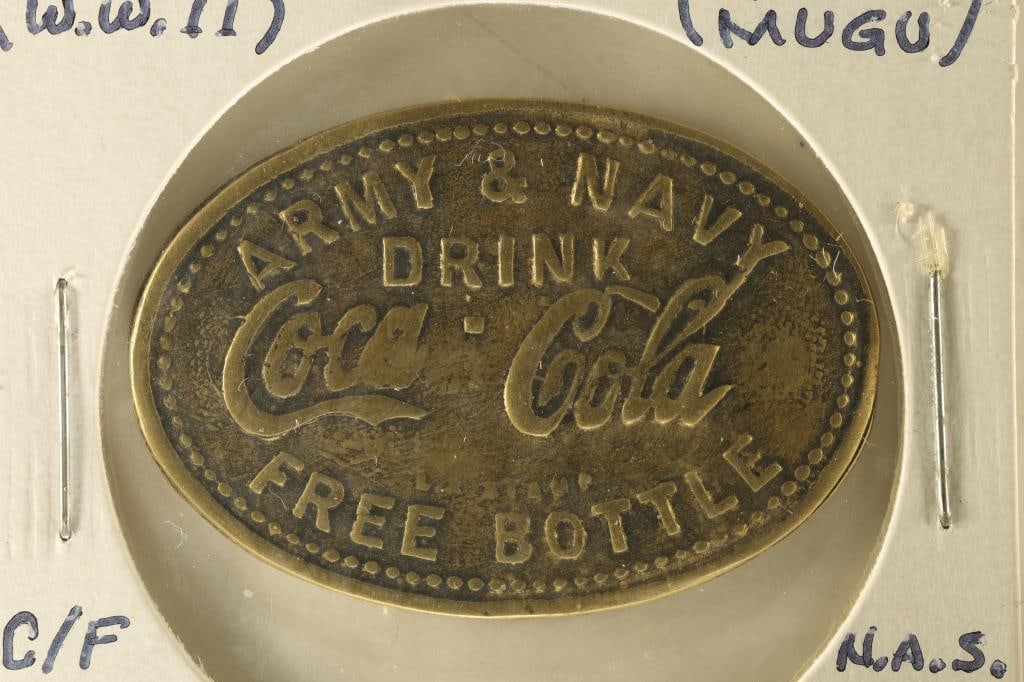 (W.W.II) (MUGU)
ARMY & NAVY
DRINK
Coca-Cola
FREE BOTTLE
C/F N.A.S.